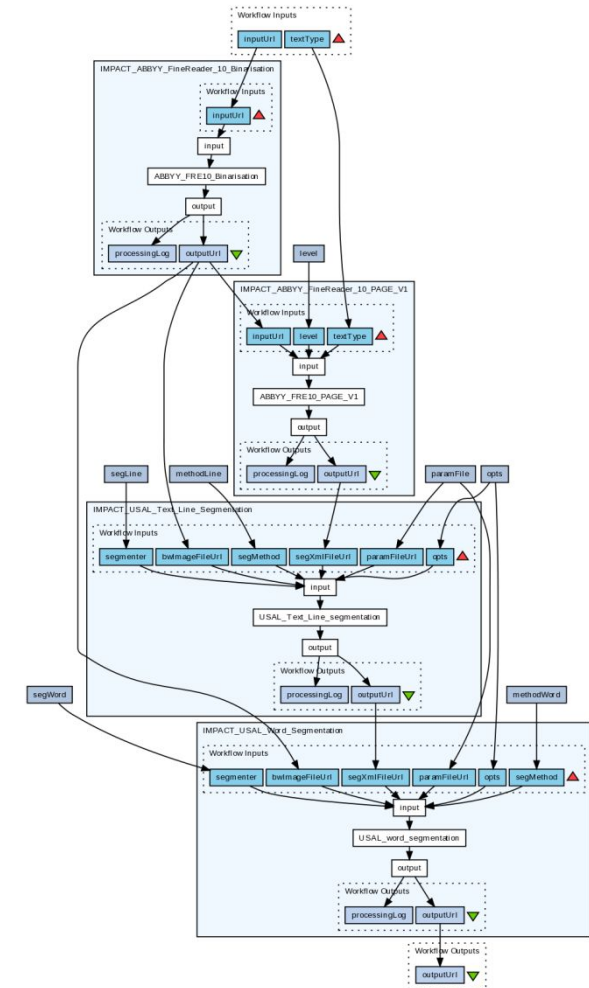 Workflow Inputs
inputUrl textType
IMPACT_ABBYY_FineReader_10_Binarisation
Workflow Inputs
inputUrl
input
ABBYY_FRE10_Binarisation
output
Workflow Outputs
processingLog outputUrl
level
IMPACT_ABBYY_FineReader_10_PAGE_V1
Workflow Inputs
inputUrl level textType
input
ABBYY_FRE10_PAGE_V1
output
Workflow Outputs
processingLog outputUrl
segLine methodLine paramFile opts
IMPACT_USAL_Text_Line_Segmentation
Workflow Inputs
segmenter bwImageFileUrl segMethod segXmlFileUrl paramFileUrl opts
input
USAL_Text_Line_segmentation
output
Workflow Outputs
processingLog outputUrl
segWord methodWord
IMPACT_USAL_Word_Segmentation
Workflow Inputs
segmenter bwImageFileUrl segXmlFileUrl paramFileUrl opts segMethod
input
USAL_word_segmentation
output
Workflow Outputs
processingLog outputUrl
Workflow Outputs
outputUrl